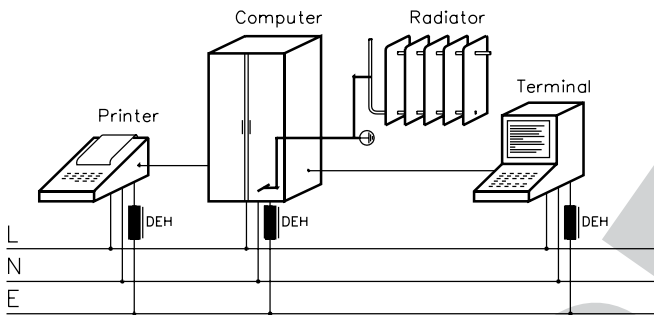 Computer
Radiator
Terminal
Printer
DEH
DEH
DEH
L
N
E